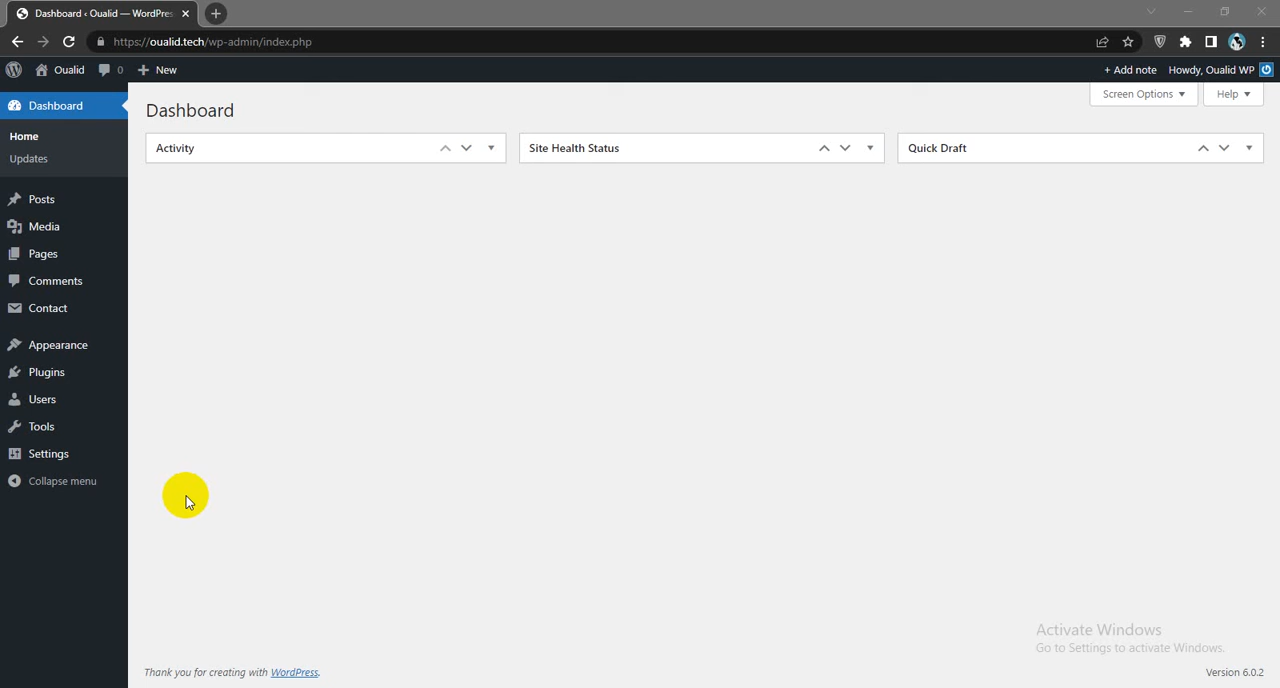 Dashboard ‹ Oualid — WordPres
https://oualid.tech/wp-admin/index.php
Oualid 0 New + Add note Howdy, Oualid WP
Screen Options Help
Dashboard
Home
Updates
Posts
Media
Pages
Comments
Contact
Appearance
Plugins
Users
Tools
Settings
Collapse menu
Dashboard
Activity
Site Health Status
Quick Draft
Activate Windows
Go to Settings to activate Windows.
Thank you for creating with WordPress.
Version 6.0.2